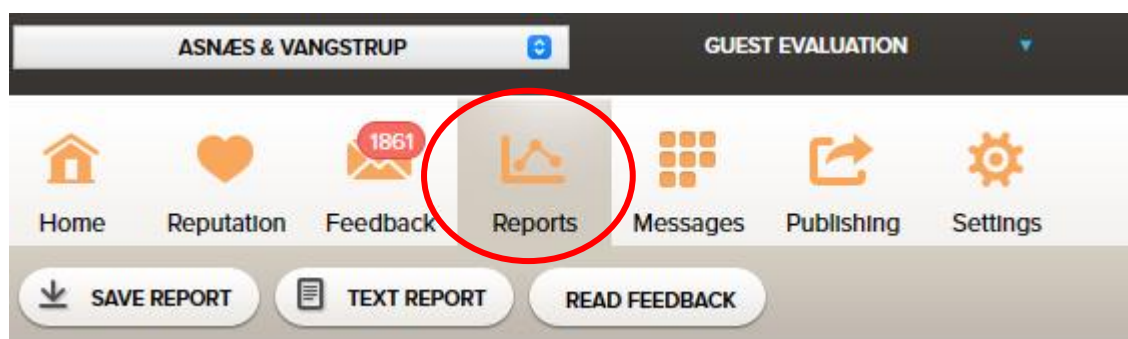 ASNÆS & VANGSTRUP GUEST EVALUATION
1861
Home Reputation Feedback Reports Messages Publishing Settings
SAVE REPORT TEXT REPORT READ FEEDBACK